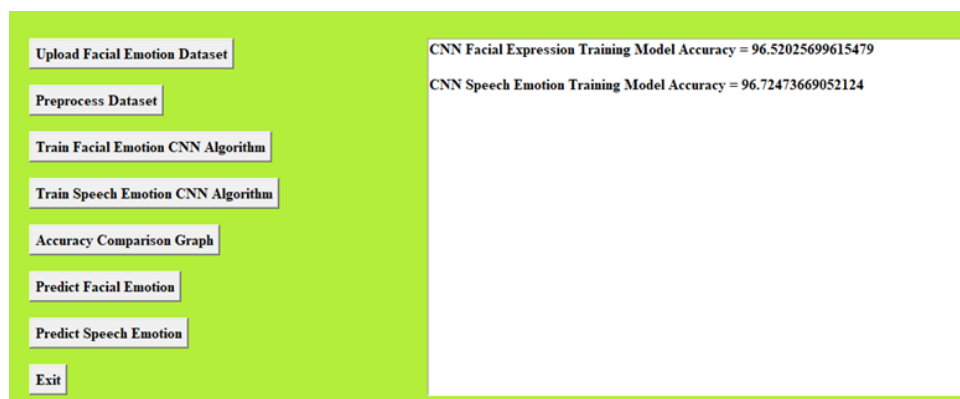 Upload Facial Emotion Dataset
Preprocess Dataset
Train Facial Emotion CNN Algorithm
Train Speech Emotion CNN Algorithm
Accuracy Comparison Graph
Predict Facial Emotion
Predict Speech Emotion
Exit
CNN Facial Expression Training Model Accuracy = 96.52025699615479
CNN Speech Emotion Training Model Accuracy = 96.72473669052124